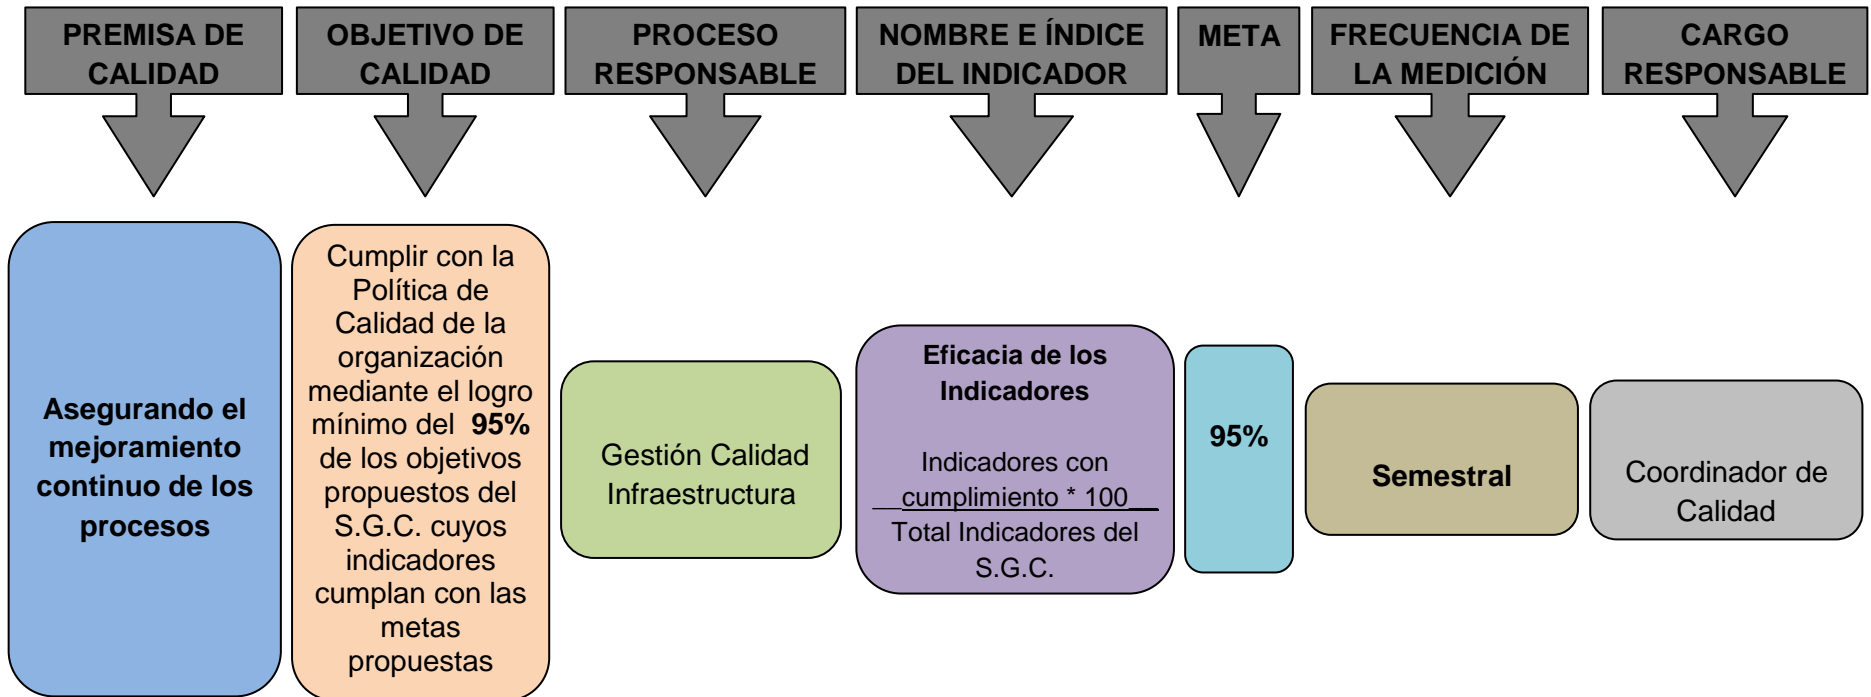 PREMISA DE
CALIDAD
OBJETIVO DE
CALIDAD
PROCESO
RESPONSABLE
NOMBRE E ÍNDICE
DEL INDICADOR
META
FRECUENCIA DE
LA MEDICIÓN
CARGO
RESPONSABLE
Asegurando el
mejoramiento
continuo de los
procesos
Cumplir con la
Política de
Calidad de la
organización
mediante el logro
mínimo del 95%
de los objetivos
propuestos del
S.G.C. cuyos
indicadores
cumplan con las
metas
propuestas
Gestión Calidad
Infraestructura
Eficacia de los
Indicadores
Indicadores con
__cumplimiento * 100__
Total Indicadores del
S.G.C.
95%
Semestral
Coordinador de
Calidad